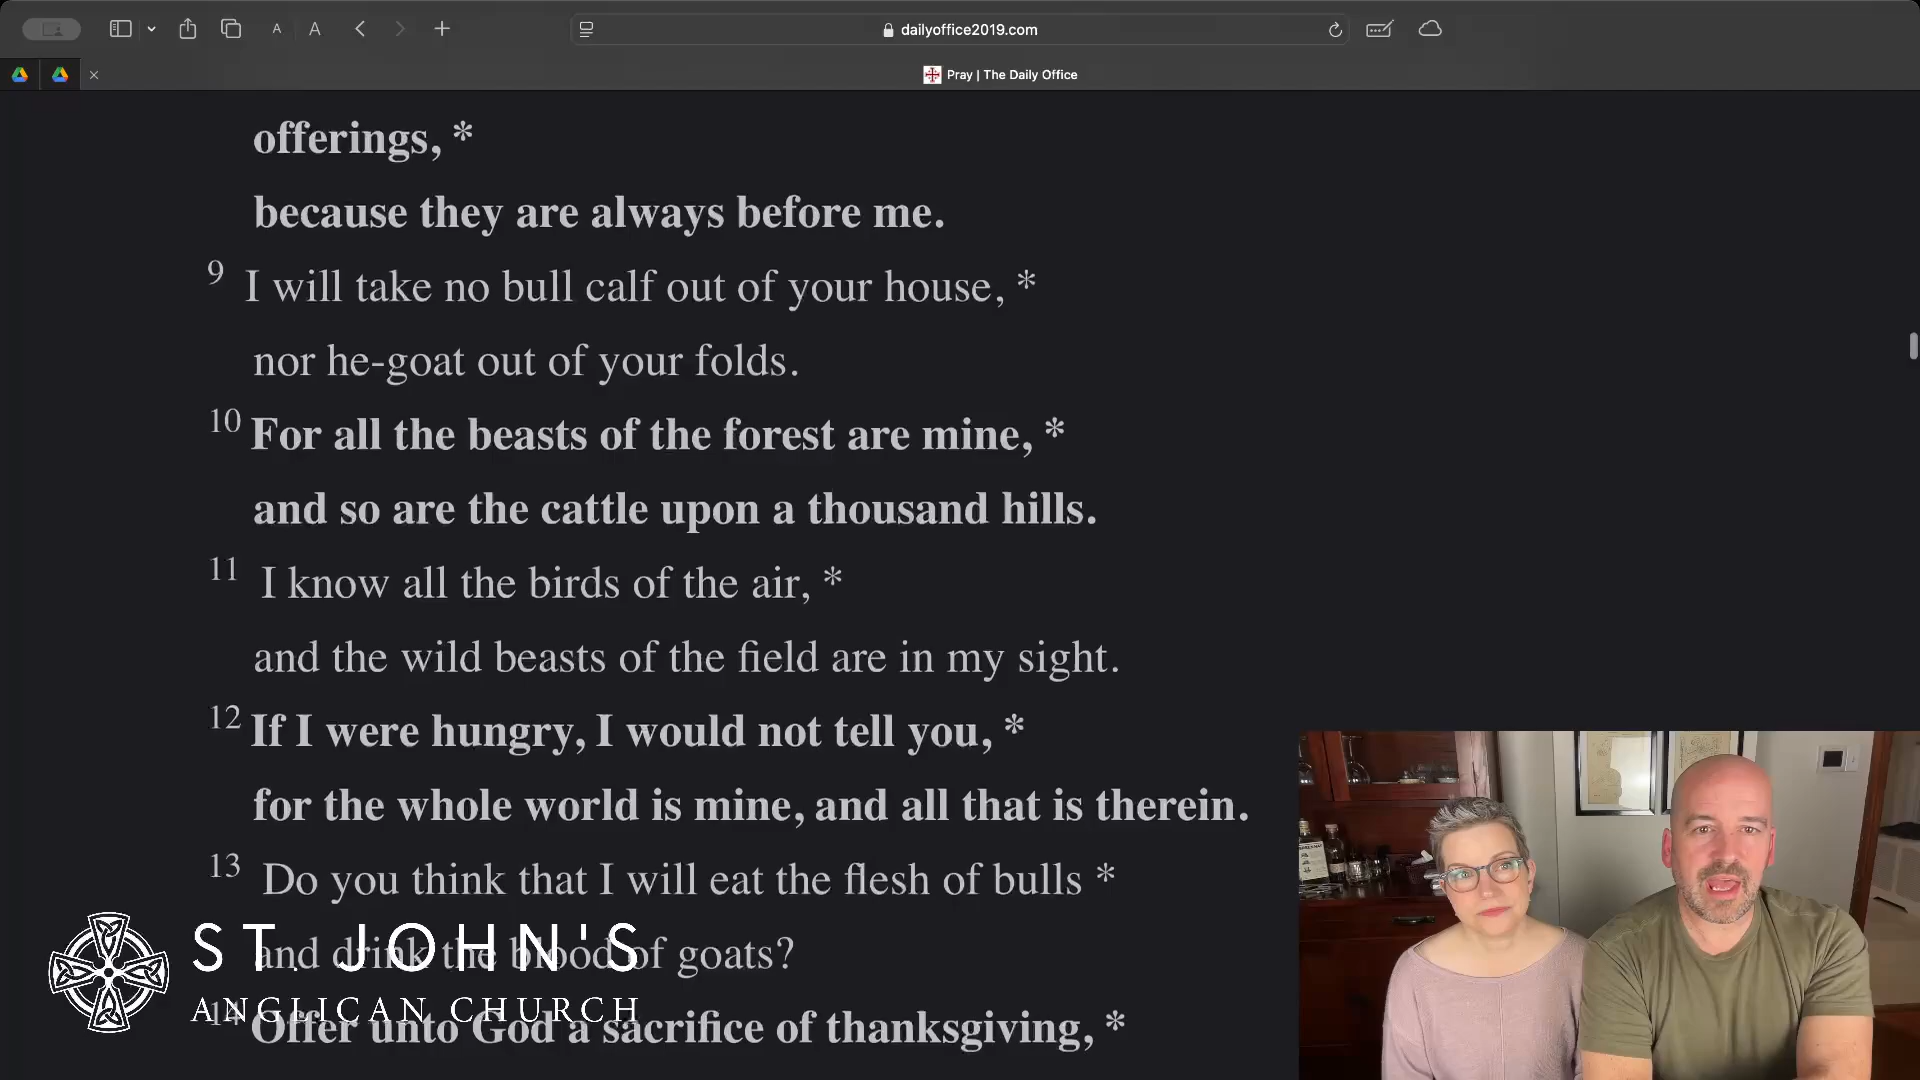 dailyoffice2019.com
Pray | The Daily Office
offerings, *
because they are always before me.
9 I will take no bull calf out of your house, *
nor he-goat out of your folds.
10 For all the beasts of the forest are mine, *
and so are the cattle upon a thousand hills.
11 I know all the birds of the air, *
and the wild beasts of the field are in my sight.
12 If I were hungry, I would not tell you, *
for the whole world is mine, and all that is therein.
13 Do you think that I will eat the flesh of bulls *
and drink the blood of goats?
14 Offer unto God a sacrifice of thanksgiving, *
ST. JOHN'S
ANGLICAN CHURCH